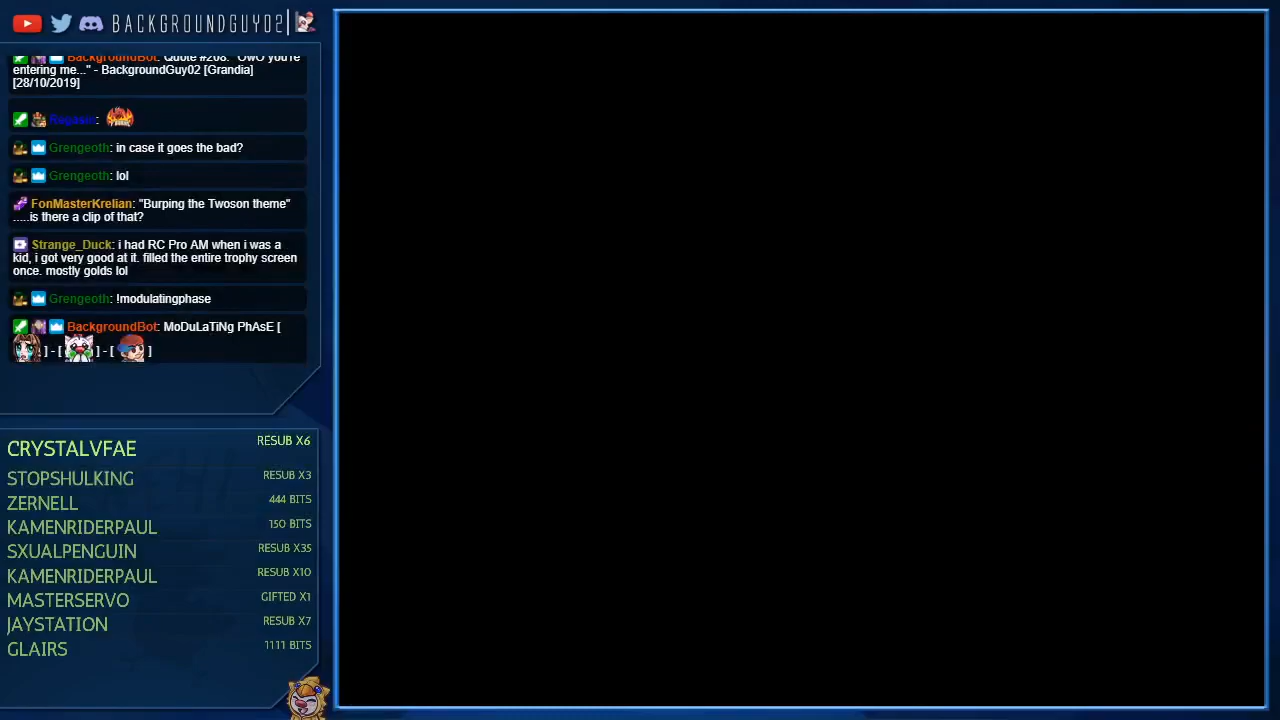 BACKGROUNDGUY02
BackgroundBot: Quote #208: "OwO you're
entering me..." - BackgroundGuy02 [Grandia]
[28/10/2019]
Regasin:
Grengeoth: in case it goes the bad?
Grengeoth: lol
FonMasterKrelian: "Burping the Twoson theme"
.....is there a clip of that?
Strange_Duck: i had RC Pro AM when i was a
kid, i got very good at it. filled the entire trophy screen
once. mostly golds lol
Grengeoth: !modulatingphase
BackgroundBot: MoDuLaTiNg PhAsE [
] - [ ] - [ ]
CRYSTALVFAE RESUB X6
STOPSHULKING RESUB X3
ZERNELL 444 BITS
KAMENRIDERPAUL 150 BITS
SXUALPENGUIN RESUB X35
KAMENRIDERPAUL RESUB X10
MASTERSERVO GIFTED X1
JAYSTATION RESUB X7
GLAIRS 1111 BITS